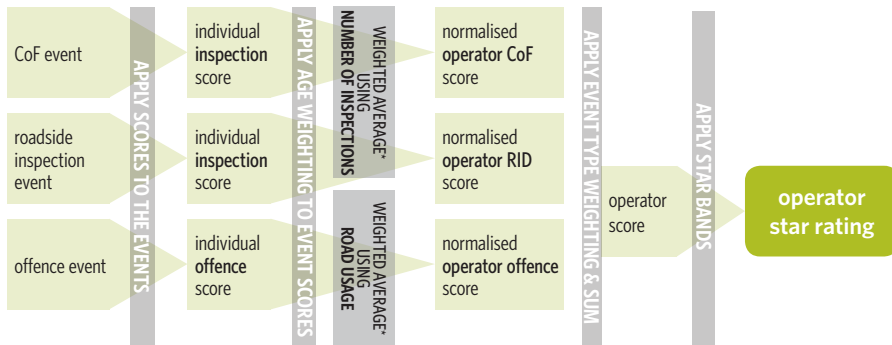 CoF event
roadside
inspection
event
offence event
APPLY SCORES TO THE EVENTS
individual
inspection
score
individual
inspection
score
individual
offence
score
APPLY AGE WEIGHTING TO EVENT SCORES
WEIGHTED AVERAGE*
USING
NUMBER OF INSPECTIONS
WEIGHTED AVERAGE*
USING
ROAD USAGE
normalised
operator CoF
score
normalised
operator RID
score
normalised
operator offence
score
APPLY EVENT TYPE WEIGHTING & SUM
operator
score
APPLY STAR BANDS
operator
star rating